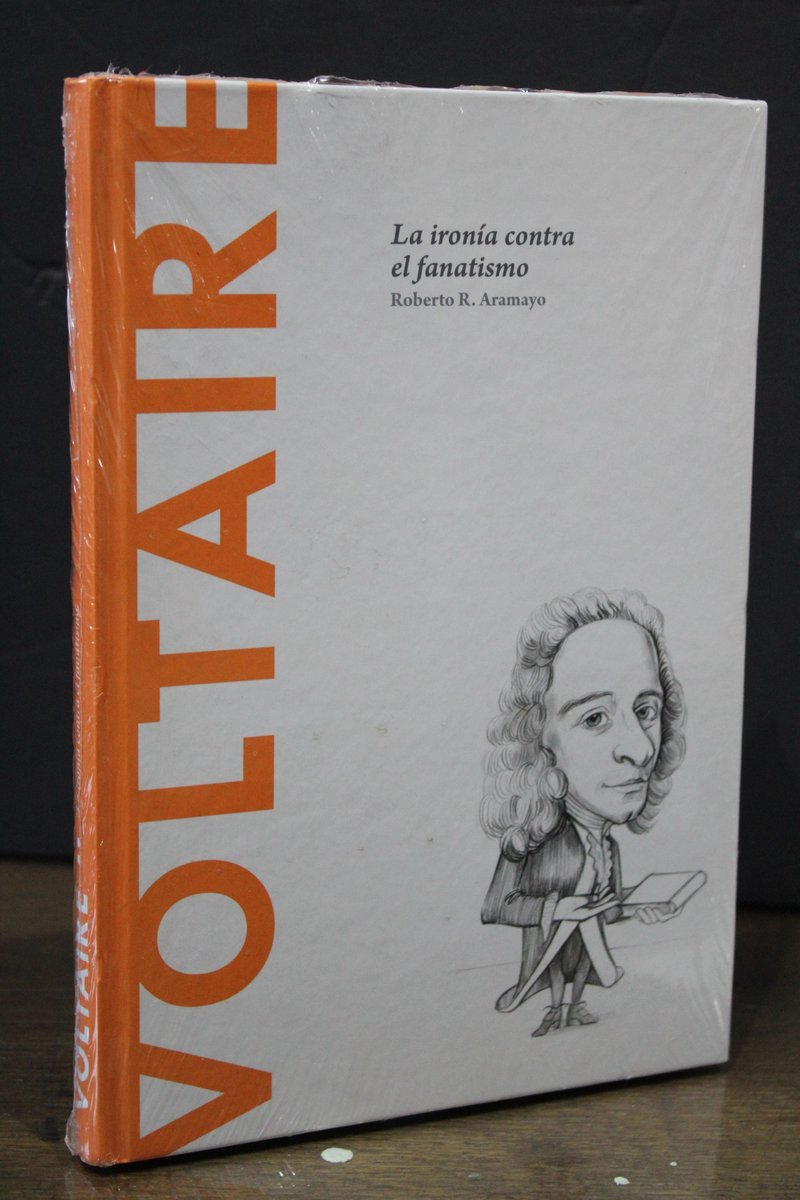 VOLTAIRE
La ironía contra
el fanatismo
Roberto R. Aramayo
VOLTAIRE